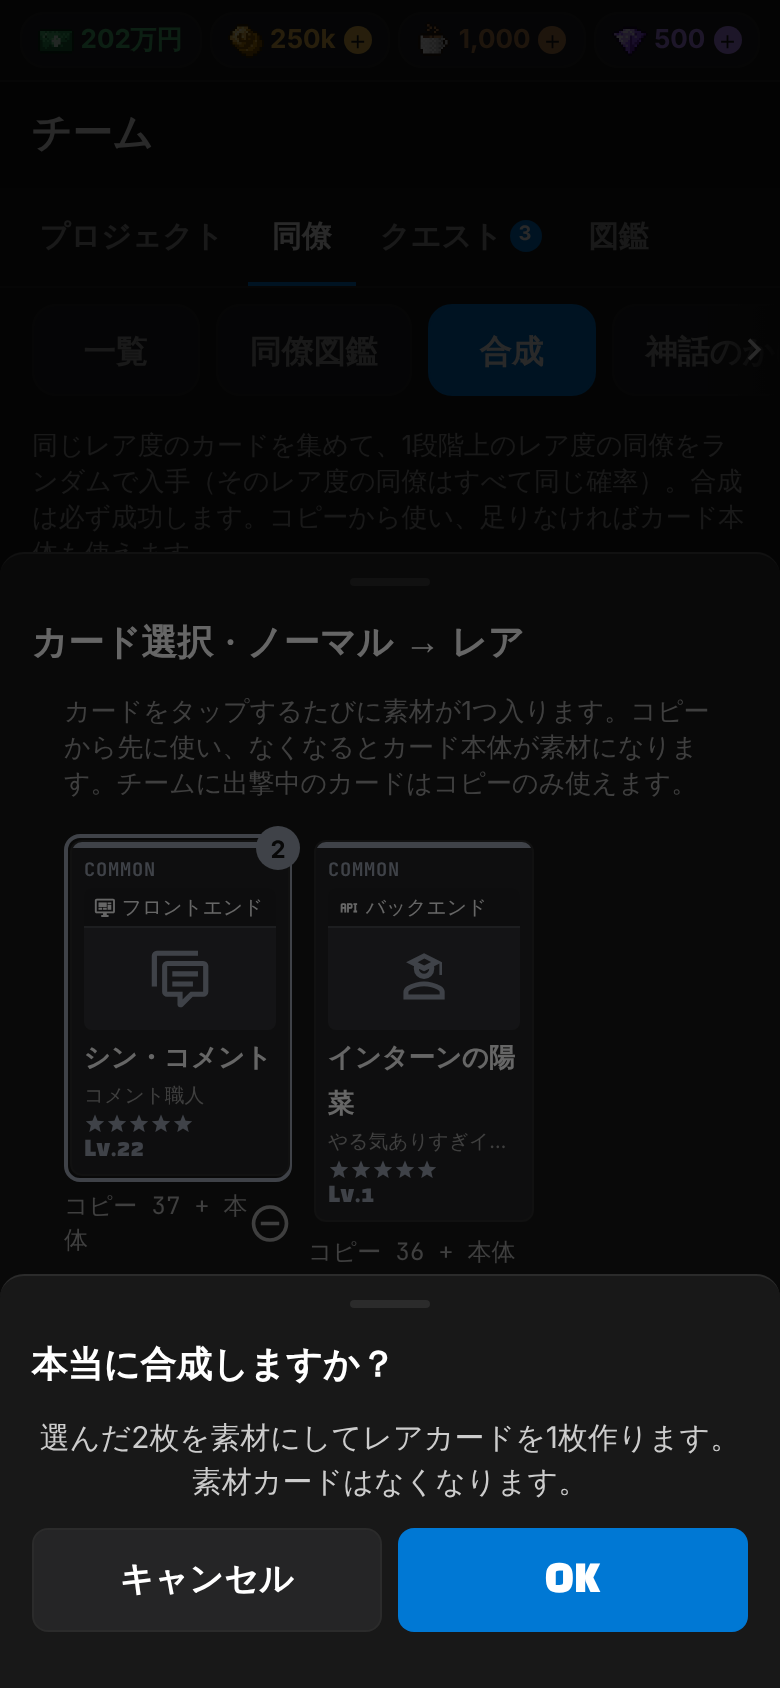 202万円 250k + 1,000 + 500 +
チーム
プロジェクト 同僚 クエスト 3 図鑑
一覧 同僚図鑑 合成 神話の
同じレア度のカードを集めて、1段階上のレア度の同僚をラ
ンダムで入手（そのレア度の同僚はすべて同じ確率）。合成
は必ず成功します。コピーから使い、足りなければカード本
体も使えます
カード選択・ノーマル → レア
カードをタップするたびに素材が1つ入ります。コピー
から先に使い、なくなるとカード本体が素材になりま
す。チームに出撃中のカードはコピーのみ使えます。
2
COMMON
フロントエンド
シン・コメント
コメント職人
★★★★★
Lv.22
コピー 37 + 本
体
COMMON
API バックエンド
インターンの陽
菜
やる気ありすぎイ...
★★★★★
Lv.1
コピー 36 + 本体
本当に合成しますか？
選んだ2枚を素材にしてレアカードを1枚作ります。
素材カードはなくなります。
キャンセル OK